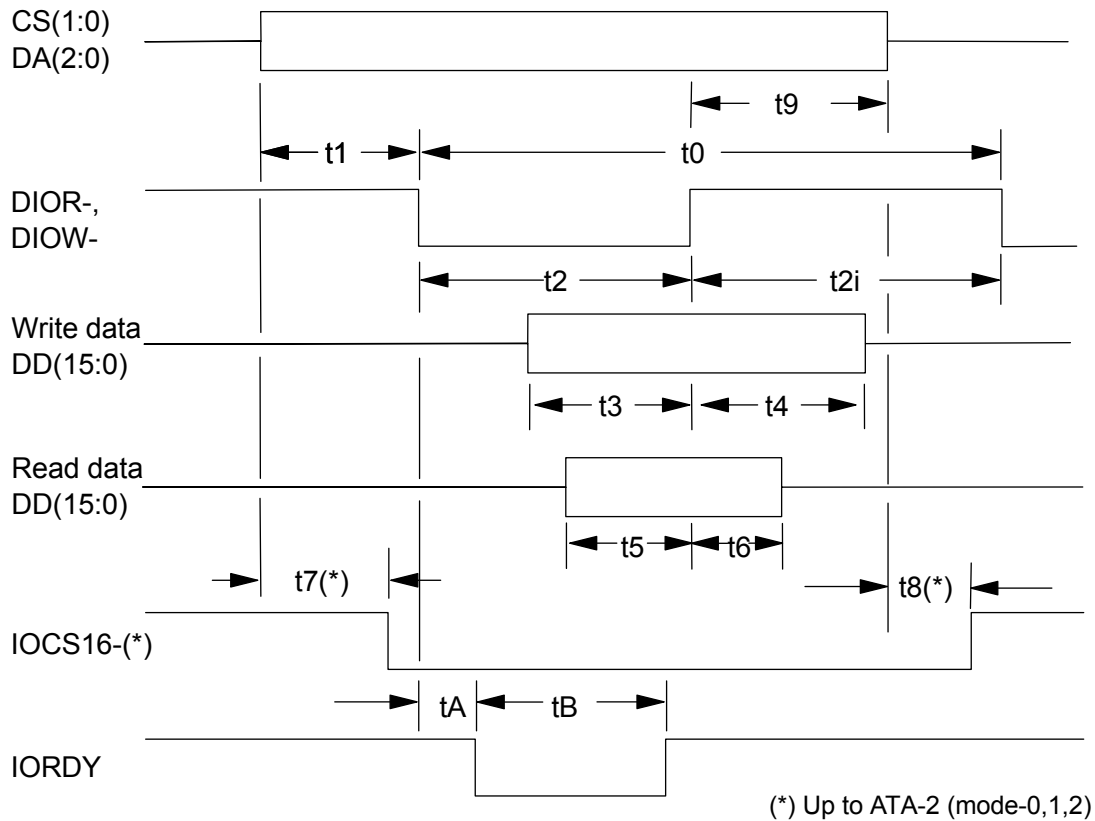 CS(1:0)
DA(2:0)
t9
t1
t0
DIOR-,
DIOW-
t2
t2i
Write data
DD(15:0)
t3
t4
Read data
DD(15:0)
t5
t6
t7(*)
t8(*)
IOCS16-(*)
tA
tB
IORDY
(*) Up to ATA-2 (mode-0,1,2)